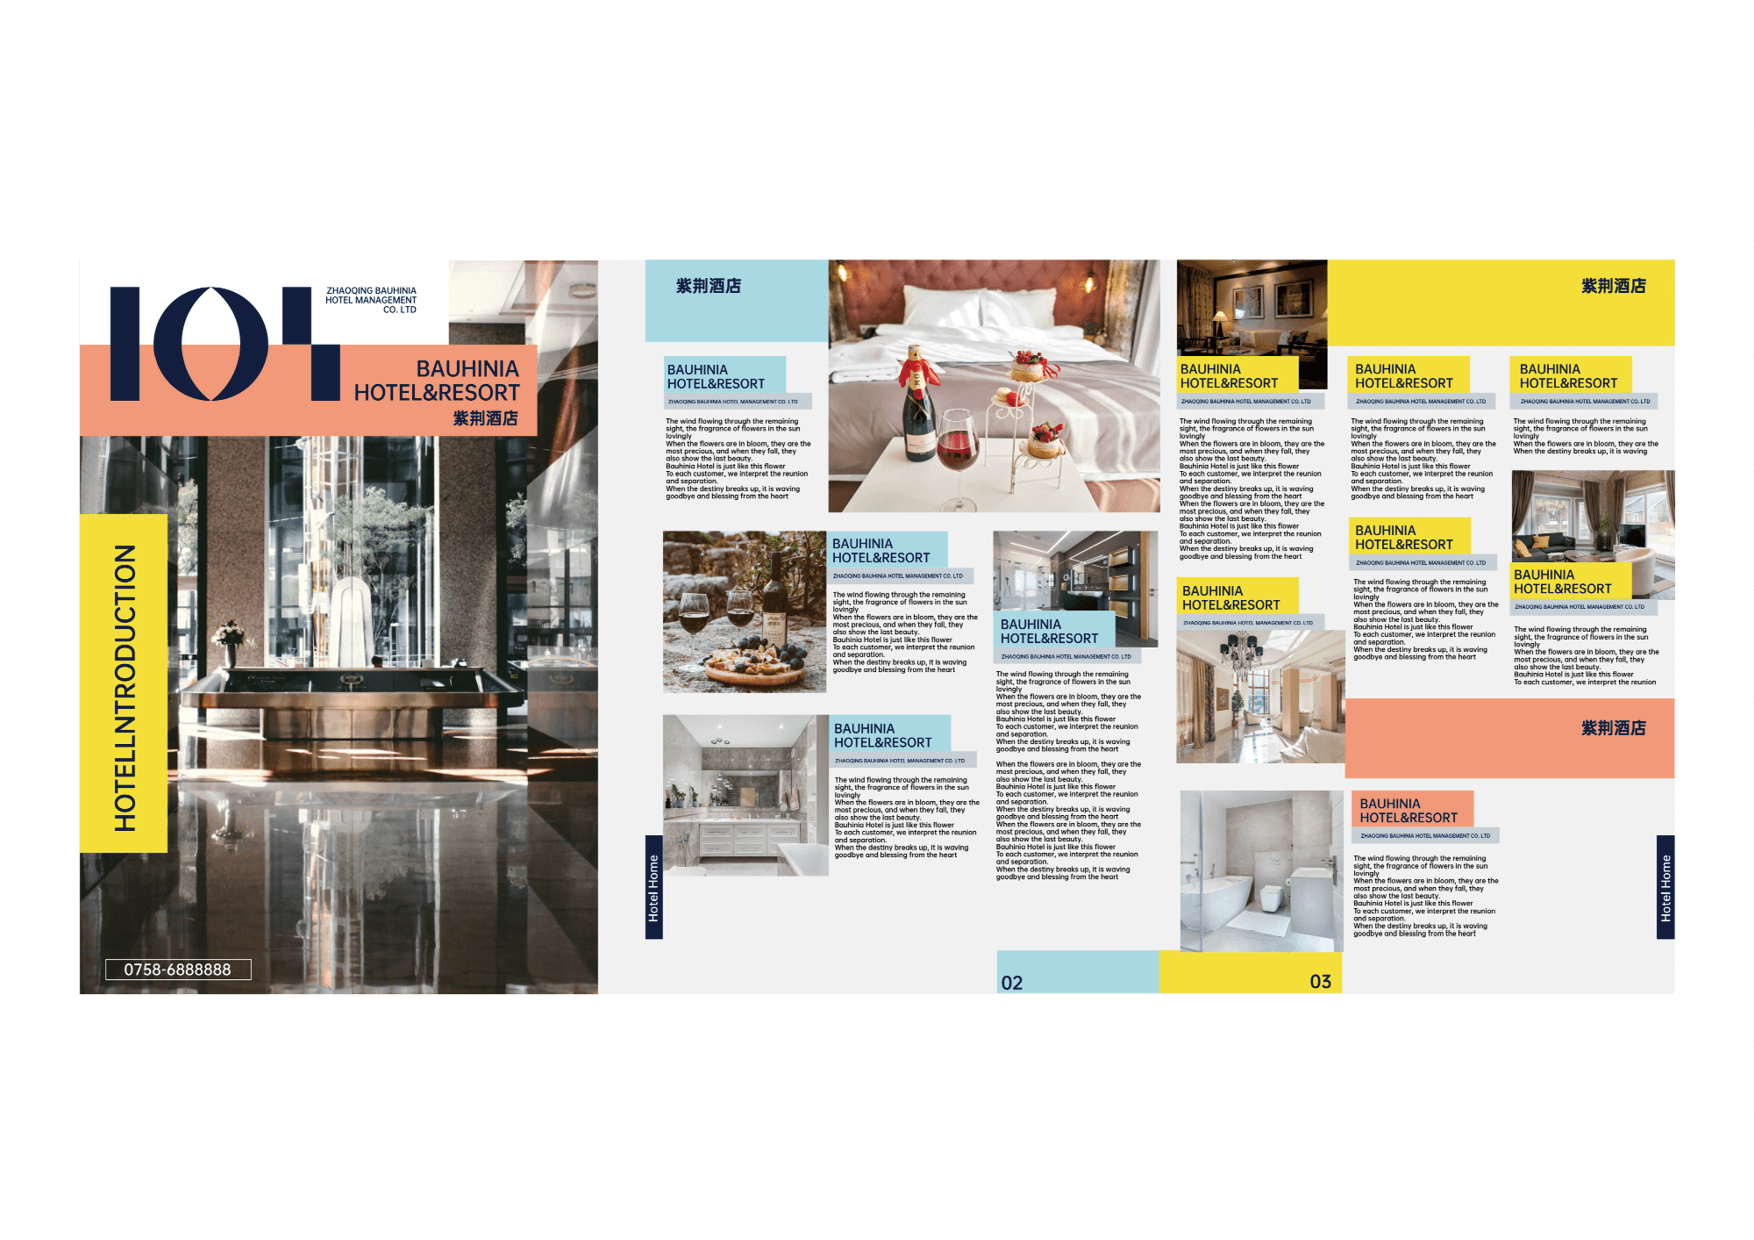 ZHAOQING BAUHINIA
HOTEL MANAGEMENT
CO. LTD
BAUHINIA
HOTEL&RESORT
紫荆酒店
HOTELLNTRODUCTION
0758-6888888
紫荆酒店
BAUHINIA
HOTEL&RESORT
ZHAOQING BAUHINIA HOTEL MANAGEMENT CO. LTD
The wind flowing through the remaining
sight, the fragrance of flowers in the sun
lovingly
When the flowers are in bloom, they are the
most precious, and when they fall, they
also show the last beauty.
Bauhinia Hotel is just like this flower
To each customer, we interpret the reunion
and separation.
When the destiny breaks up, it is waving
goodbye and blessing from the heart
BAUHINIA
HOTEL&RESORT
ZHAOQING BAUHINIA HOTEL MANAGEMENT CO. LTD
The wind flowing through the remaining
sight, the fragrance of flowers in the sun
lovingly
When the flowers are in bloom, they are the
most precious, and when they fall, they
also show the last beauty.
Bauhinia Hotel is just like this flower
To each customer, we interpret the reunion
and separation.
When the destiny breaks up, it is waving
goodbye and blessing from the heart
BAUHINIA
HOTEL&RESORT
ZHAOQING BAUHINIA HOTEL MANAGEMENT CO. LTD
The wind flowing through the remaining
sight, the fragrance of flowers in the sun
lovingly
When the flowers are in bloom, they are the
most precious, and when they fall, they
also show the last beauty.
Bauhinia Hotel is just like this flower
To each customer, we interpret the reunion
and separation.
When the destiny breaks up, it is waving
goodbye and blessing from the heart
Hotel Home
BAUHINIA
HOTEL&RESORT
ZHAOQING BAUHINIA HOTEL MANAGEMENT CO. LTD
The wind flowing through the remaining
sight, the fragrance of flowers in the sun
lovingly
When the flowers are in bloom, they are the
most precious, and when they fall, they
also show the last beauty.
Bauhinia Hotel is just like this flower
To each customer, we interpret the reunion
and separation.
When the destiny breaks up, it is waving
goodbye and blessing from the heart
When the flowers are in bloom, they are the
most precious, and when they fall, they
also show the last beauty.
Bauhinia Hotel is just like this flower
To each customer, we interpret the reunion
and separation.
When the destiny breaks up, it is waving
goodbye and blessing from the heart
When the flowers are in bloom, they are the
most precious, and when they fall, they
also show the last beauty.
Bauhinia Hotel is just like this flower
To each customer, we interpret the reunion
and separation.
When the destiny breaks up, it is waving
goodbye and blessing from the heart
02
BAUHINIA
HOTEL&RESORT
ZHAOQING BAUHINIA HOTEL MANAGEMENT CO. LTD
The wind flowing through the remaining
sight, the fragrance of flowers in the sun
lovingly
When the flowers are in bloom, they are the
most precious, and when they fall, they
also show the last beauty.
Bauhinia Hotel is just like this flower
To each customer, we interpret the reunion
and separation.
When the destiny breaks up, it is waving
goodbye and blessing from the heart
When the flowers are in bloom, they are the
most precious, and when they fall, they
also show the last beauty.
Bauhinia Hotel is just like this flower
To each customer, we interpret the reunion
and separation.
When the destiny breaks up, it is waving
goodbye and blessing from the heart
BAUHINIA
HOTEL&RESORT
ZHAOQING BAUHINIA HOTEL MANAGEMENT CO. LTD
03
紫荆酒店
BAUHINIA
HOTEL&RESORT
ZHAOQING BAUHINIA HOTEL MANAGEMENT CO. LTD
The wind flowing through the remaining
sight, the fragrance of flowers in the sun
lovingly
When the flowers are in bloom, they are the
most precious, and when they fall, they
also show the last beauty.
Bauhinia Hotel is just like this flower
To each customer, we interpret the reunion
and separation.
When the destiny breaks up, it is waving
goodbye and blessing from the heart
BAUHINIA
HOTEL&RESORT
ZHAOQING BAUHINIA HOTEL MANAGEMENT CO. LTD
The wind flowing through the remaining
sight, the fragrance of flowers in the sun
lovingly
When the flowers are in bloom, they are the
most precious, and when they fall, they
also show the last beauty.
Bauhinia Hotel is just like this flower
To each customer, we interpret the reunion
and separation.
When the destiny breaks up, it is waving
goodbye and blessing from the heart
BAUHINIA
HOTEL&RESORT
ZHAOQING BAUHINIA HOTEL MANAGEMENT CO. LTD
The wind flowing through the remaining
sight, the fragrance of flowers in the sun
lovingly
When the flowers are in bloom, they are the
When the destiny breaks up, it is waving
BAUHINIA
HOTEL&RESORT
ZHAOQING BAUHINIA HOTEL MANAGEMENT CO. LTD
The wind flowing through the remaining
sight, the fragrance of flowers in the sun
lovingly
When the flowers are in bloom, they are the
most precious, and when they fall, they
also show the last beauty.
Bauhinia Hotel is just like this flower
To each customer, we interpret the reunion
紫荆酒店
BAUHINIA
HOTEL&RESORT
ZHAOQING BAUHINIA HOTEL MANAGEMENT CO. LTD
The wind flowing through the remaining
sight, the fragrance of flowers in the sun
lovingly
When the flowers are in bloom, they are the
most precious, and when they fall, they
also show the last beauty.
Bauhinia Hotel is just like this flower
To each customer, we interpret the reunion
and separation.
When the destiny breaks up, it is waving
goodbye and blessing from the heart
Hotel Home